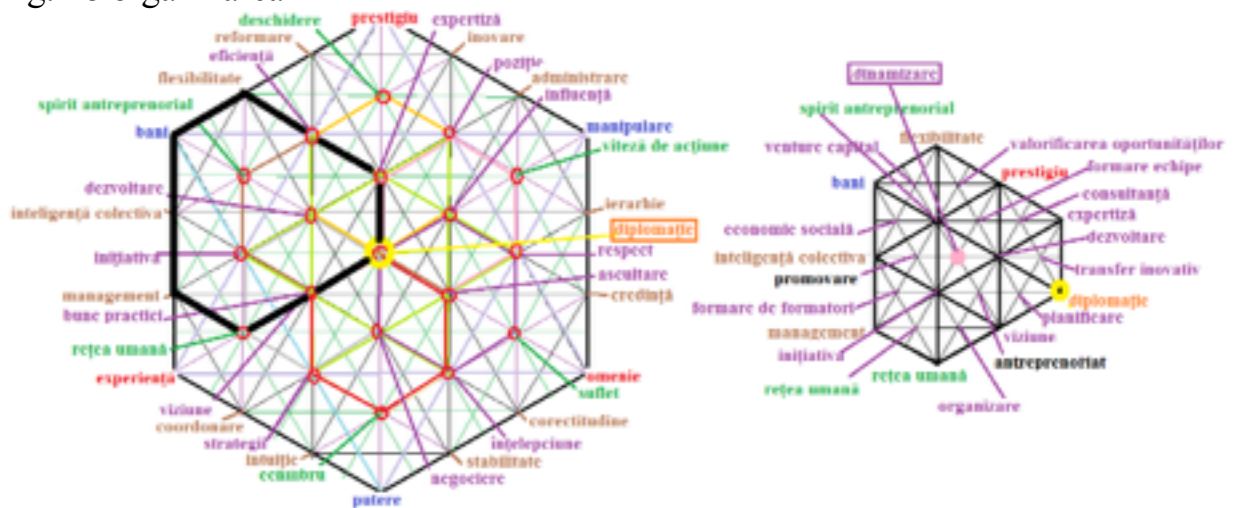 deschidere
prestigiu
expertiză
reformare
inovare
eficiență
poziție
flexibilitate
administrare
influență
spirit antreprenorial
bani
manipulare
viteză de acțiune
dezvoltare
inteligență colectivă
ierarhie
diplomație
inițiativă
respect
ascultare
management
credință
bune practici
rețea umană
experiență
omenie
suflet
viziune
coordonare
corectitudine
strategii
înțelepciune
intuiție
stabilitate
echilibru
negociere
putere
dinamizare
spirit antreprenorial
flexibilitate
venture capital
valorificarea oportunităților
formare echipe
bani
prestigiu
consultanță
expertiză
economie socială
dezvoltare
inteligență colectivă
transfer inovativ
promovare
diplomație
formare de formatori
planificare
management
viziune
inițiativă
antreprenoriat
rețea umană
rețea umană
organizare